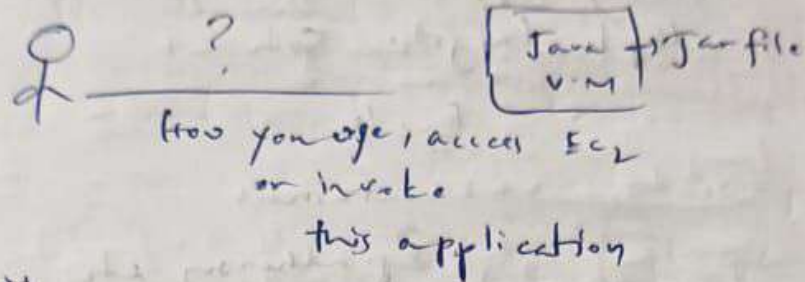 ?
Java → Jar file
V.M
How you use, access EC2
or invoke
this application